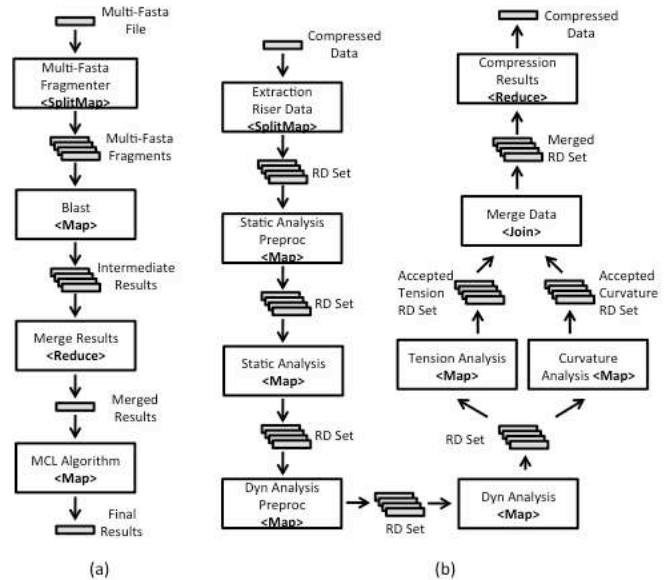 Multi-Fasta
File
Multi-Fasta
Fragmenter
<SplitMap>
Multi-Fasta
Fragments
Blast
<Map>
Intermediate
Results
Merge Results
<Reduce>
Merged
Results
MCL Algorithm
<Map>
Final
Results
(a)
Compressed
Data
Extraction
Riser Data
<SplitMap>
RD Set
Static Analysis
Preproc
<Map>
RD Set
Static Analysis
<Map>
RD Set
Dyn Analysis
Preproc
<Map>
RD Set
Dyn Analysis
<Map>
RD Set
Tension Analysis
<Map>
Curvature
Analysis <Map>
Accepted
Tension
RD Set
Accepted
Curvature
RD Set
Merge Data
<Join>
Merged
RD Set
Compression
Results
<Reduce>
Compressed
Data
(b)